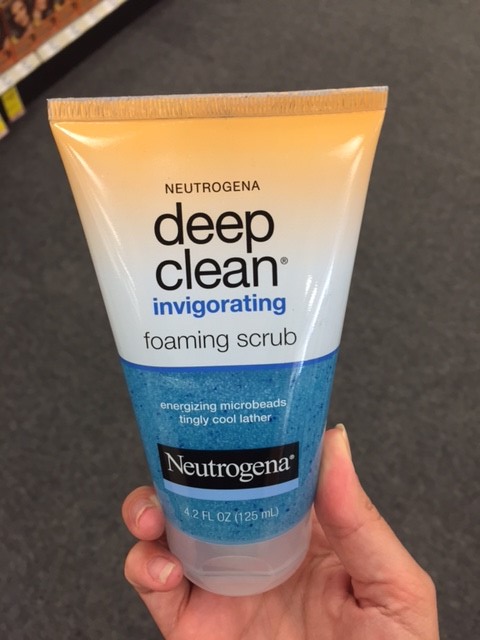 NEUTROGENA
deep
clean®
invigorating
foaming scrub
energizing microbeads
tingly cool lather
Neutrogena®
4.2 FL OZ (125 mL)